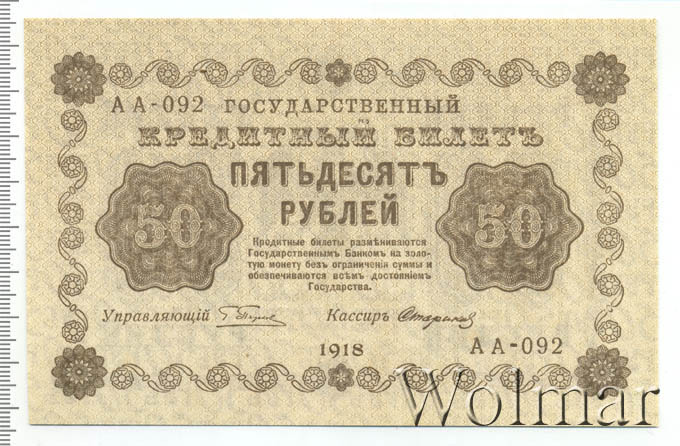 АА-092 ГОСУДАРСТВЕННЫЙ
КРЕДИТНЫЙ БИЛЕТЪ
ПЯТЬДЕСЯТЪ
РУБЛЕЙ
50
50
Кредитные билеты размѣниваются
Государственнымъ Банкомъ на золо-
тую монету безъ ограниченія суммы и
обезпечиваются всѣмъ достояніемъ
Государства.
Управляющій
Кассиръ
1918
АА-092
Wolmar